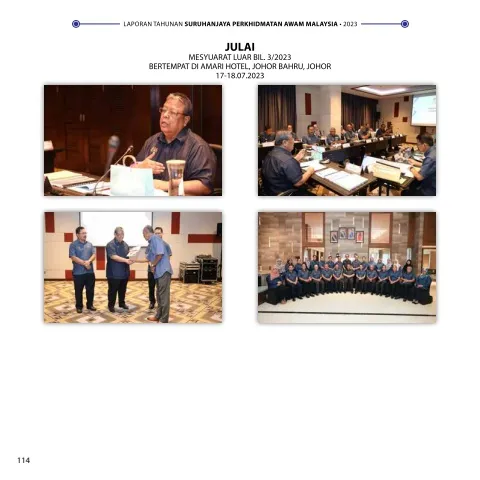 LAPORAN TAHUNAN SURUHANJAYA PERKHIDMATAN AWAM MALAYSIA • 2023
JULAI
MESYUARAT LUAR BIL. 3/2023
BERTEMPAT DI AMARI HOTEL, JOHOR BAHRU, JOHOR
17-18.07.2023
114